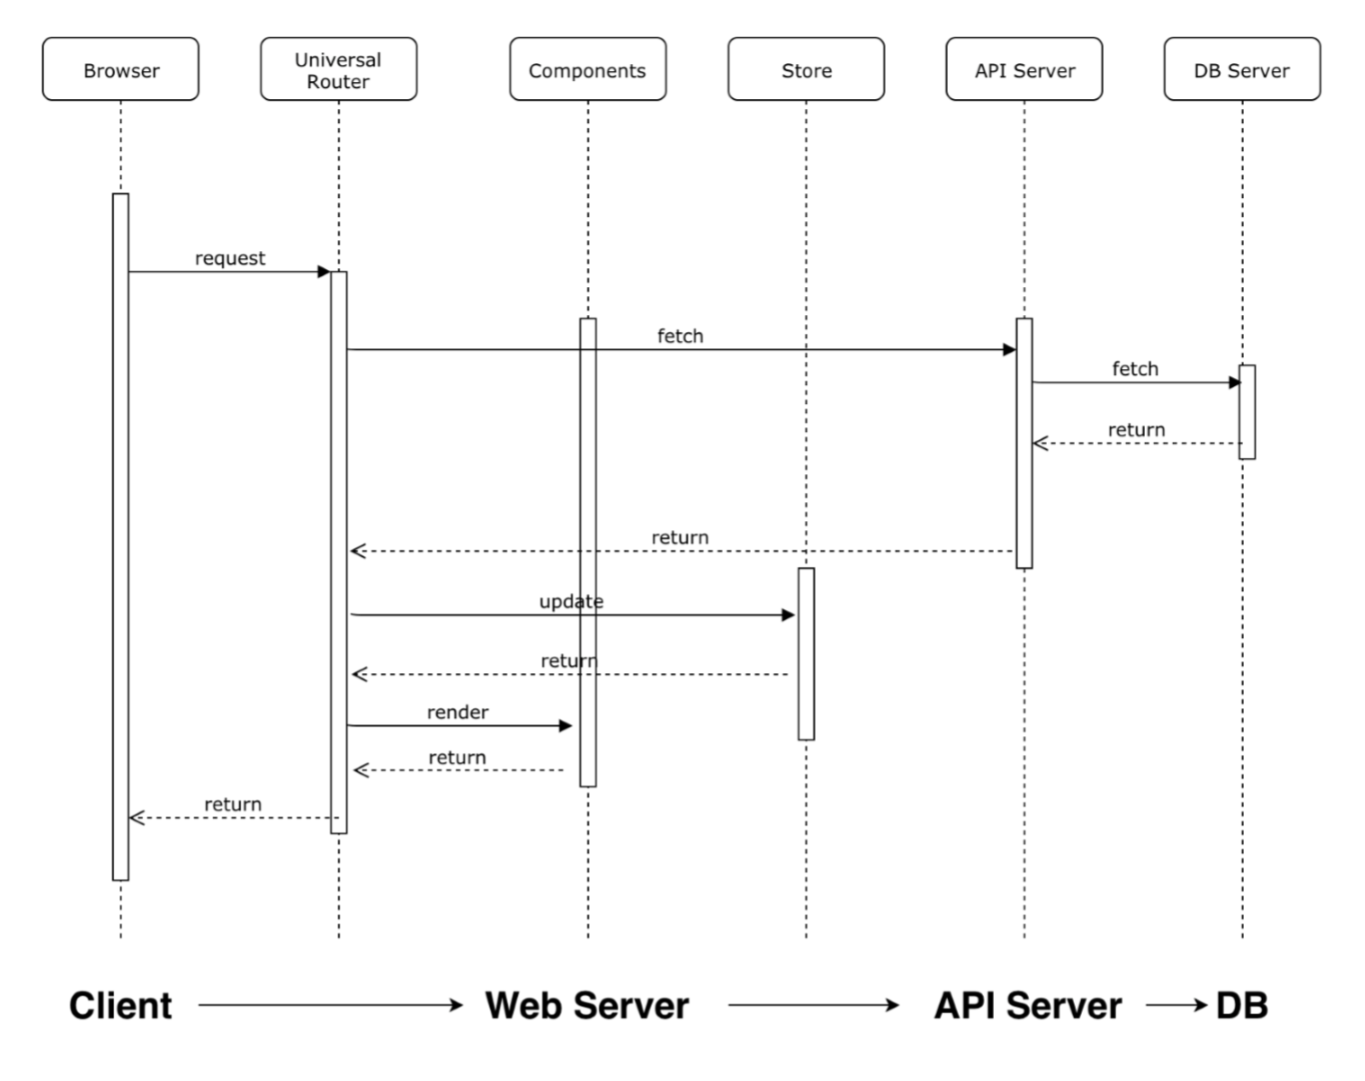 Browser
Universal
Router
Components
Store
API Server
DB Server
request
fetch
fetch
return
return
update
return
render
return
return
Client
Web Server
API Server
DB